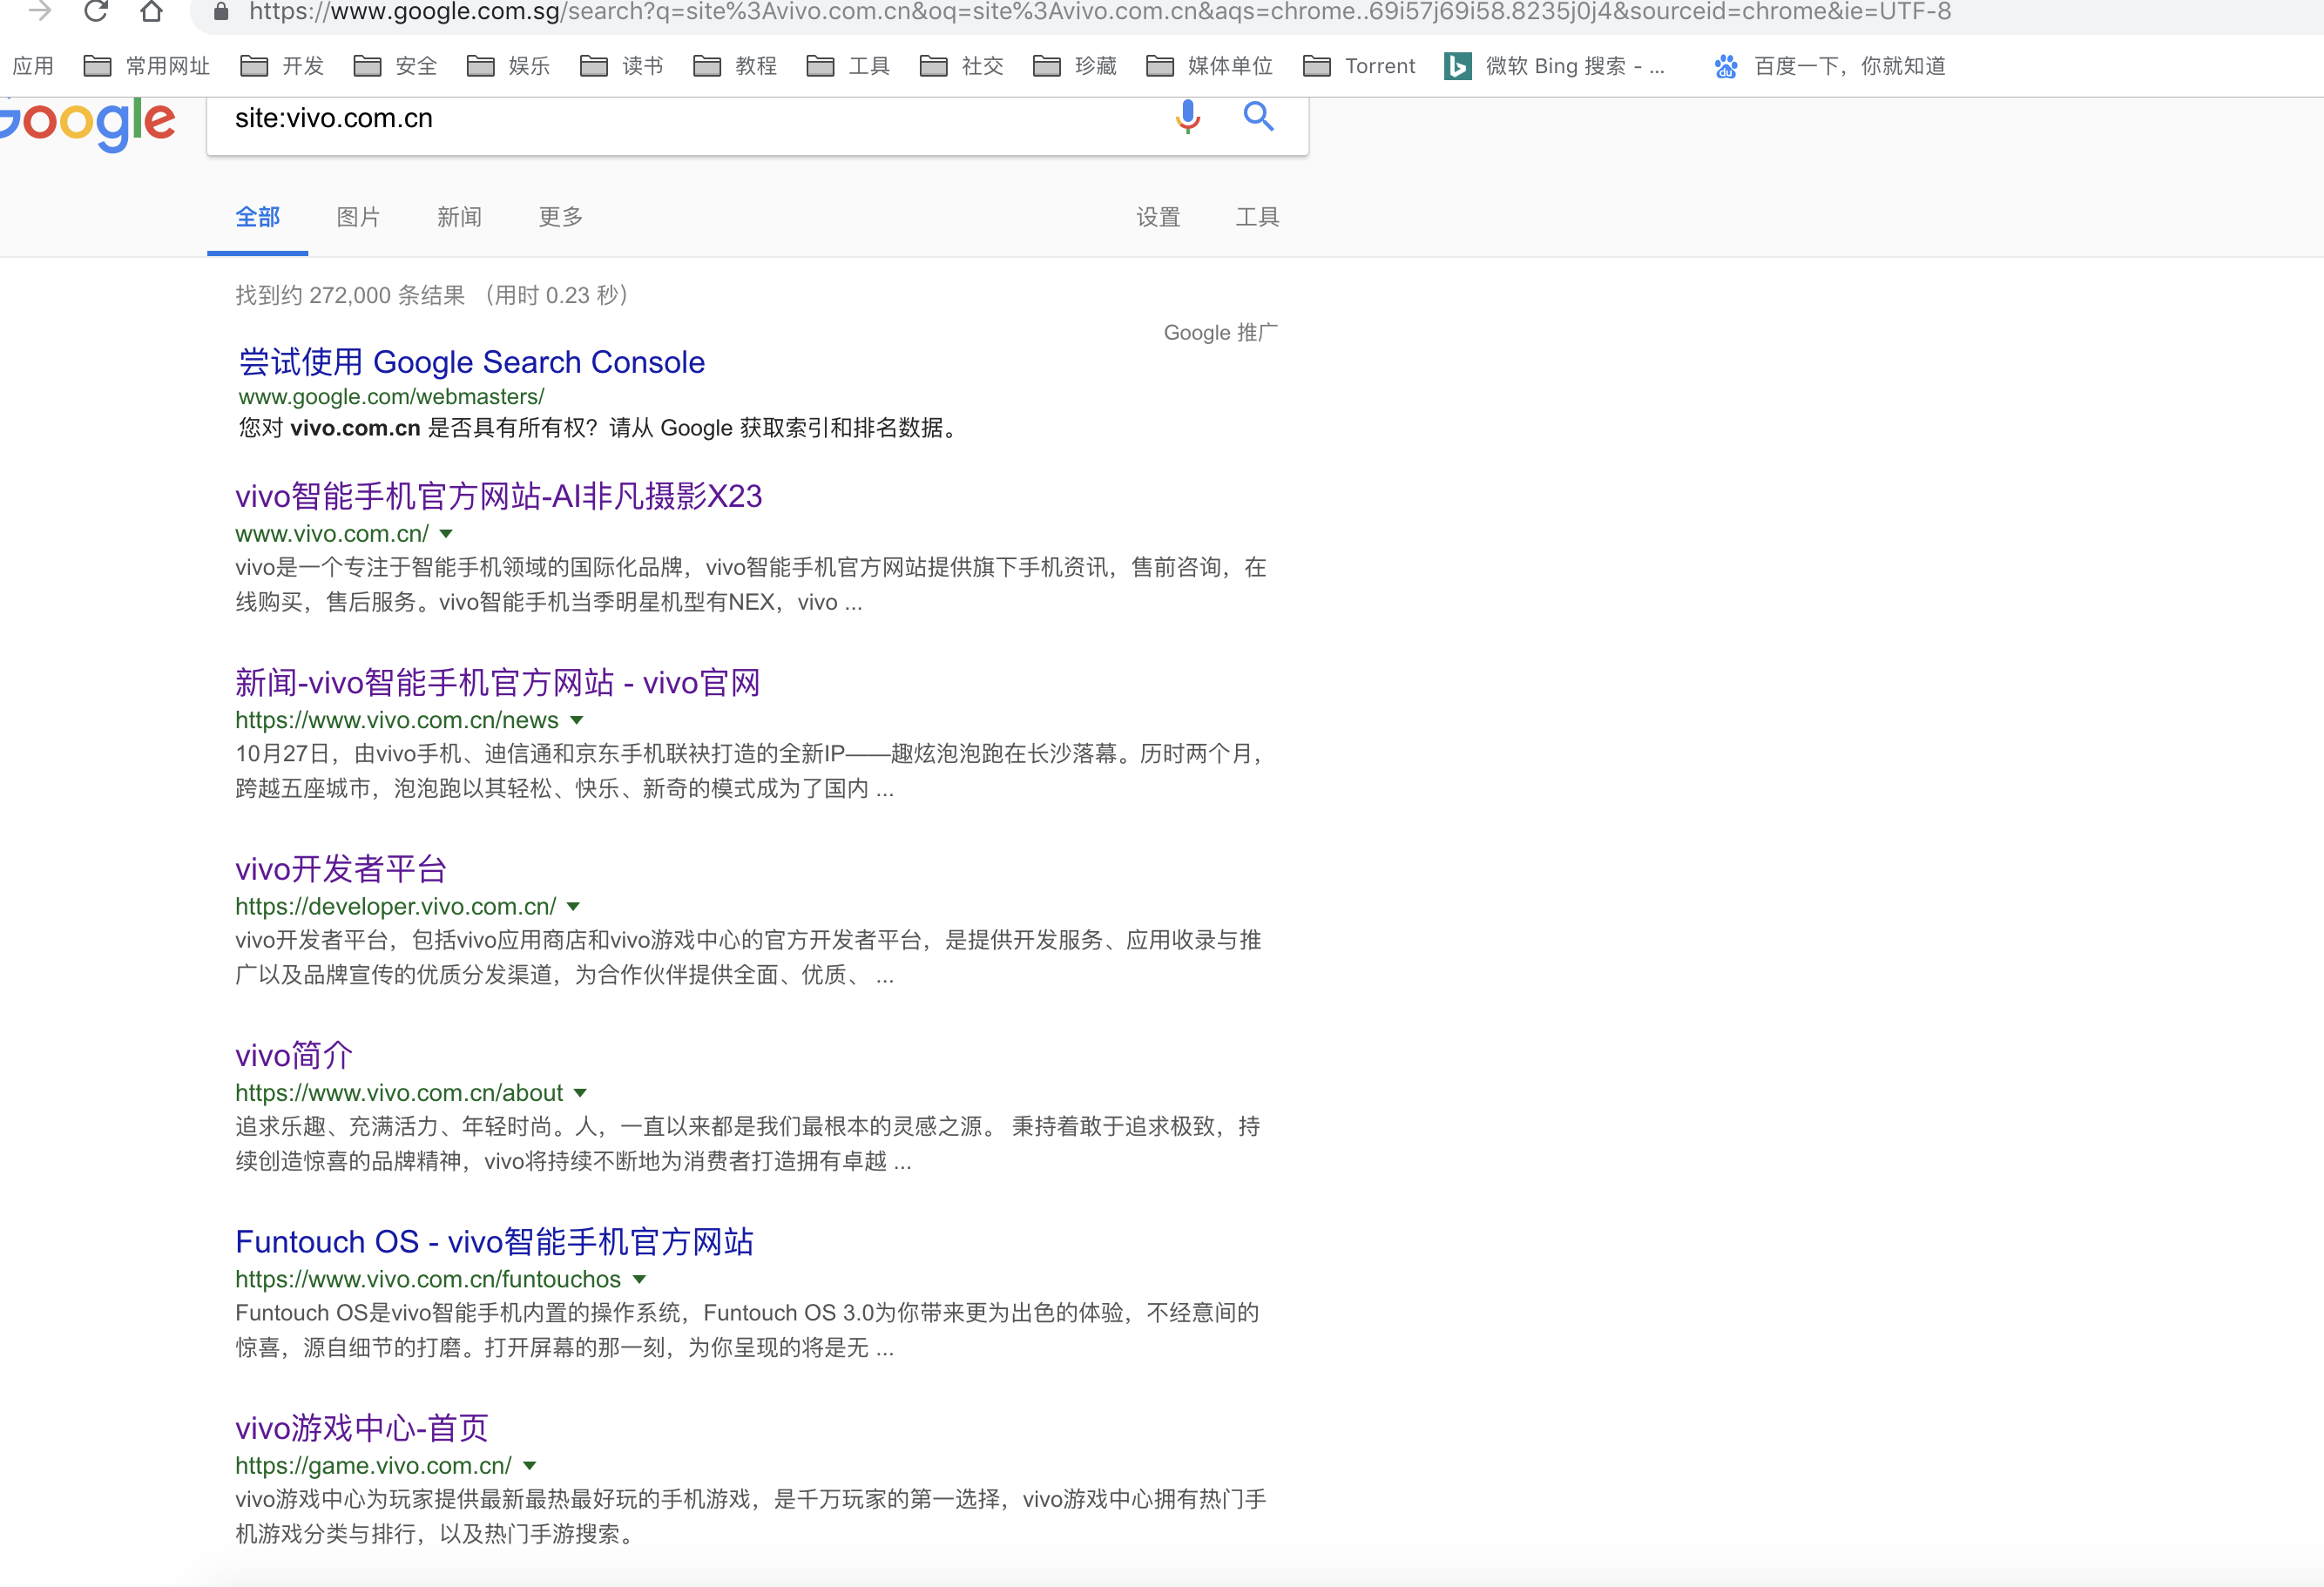 https://www.google.com.sg/search?q=site%3Avivo.com.cn&oq=site%3Avivo.com.cn&aqs=chrome..69i57j69i58.8235j0j4&sourceid=chrome&ie=UTF-8
应用 常用网址 开发 安全 娱乐 读书 教程 工具 社交 珍藏 媒体单位 Torrent 微软 Bing 搜索 - ... 百度一下，你就知道
Google site:vivo.com.cn
全部 图片 新闻 更多 设置 工具
找到约 272,000 条结果 （用时 0.23 秒）
Google 推广
尝试使用 Google Search Console
www.google.com/webmasters/
您对 vivo.com.cn 是否具有所有权？请从 Google 获取索引和排名数据。
vivo智能手机官方网站-AI非凡摄影X23
www.vivo.com.cn/
vivo是一个专注于智能手机领域的国际化品牌，vivo智能手机官方网站提供旗下手机资讯，售前咨询，在
线购买，售后服务。vivo智能手机当季明星机型有NEX，vivo ...
新闻-vivo智能手机官方网站 - vivo官网
https://www.vivo.com.cn/news
10月27日，由vivo手机、迪信通和京东手机联袂打造的全新IP——趣炫泡泡跑在长沙落幕。历时两个月，
跨越五座城市，泡泡跑以其轻松、快乐、新奇的模式成为了国内 ...
vivo开发者平台
https://developer.vivo.com.cn/
vivo开发者平台，包括vivo应用商店和vivo游戏中心的官方开发者平台，是提供开发服务、应用收录与推
广以及品牌宣传的优质分发渠道，为合作伙伴提供全面、优质、 ...
vivo简介
https://www.vivo.com.cn/about
追求乐趣、充满活力、年轻时尚。人，一直以来都是我们最根本的灵感之源。 秉持着敢于追求极致，持
续创造惊喜的品牌精神，vivo将持续不断地为消费者打造拥有卓越 ...
Funtouch OS - vivo智能手机官方网站
https://www.vivo.com.cn/funtouchos
Funtouch OS是vivo智能手机内置的操作系统，Funtouch OS 3.0为你带来更为出色的体验，不经意间的
惊喜，源自细节的打磨。打开屏幕的那一刻，为你呈现的将是无 ...
vivo游戏中心-首页
https://game.vivo.com.cn/
vivo游戏中心为玩家提供最新最热最好玩的手机游戏，是千万玩家的第一选择，vivo游戏中心拥有热门手
机游戏分类与排行，以及热门手游搜索。